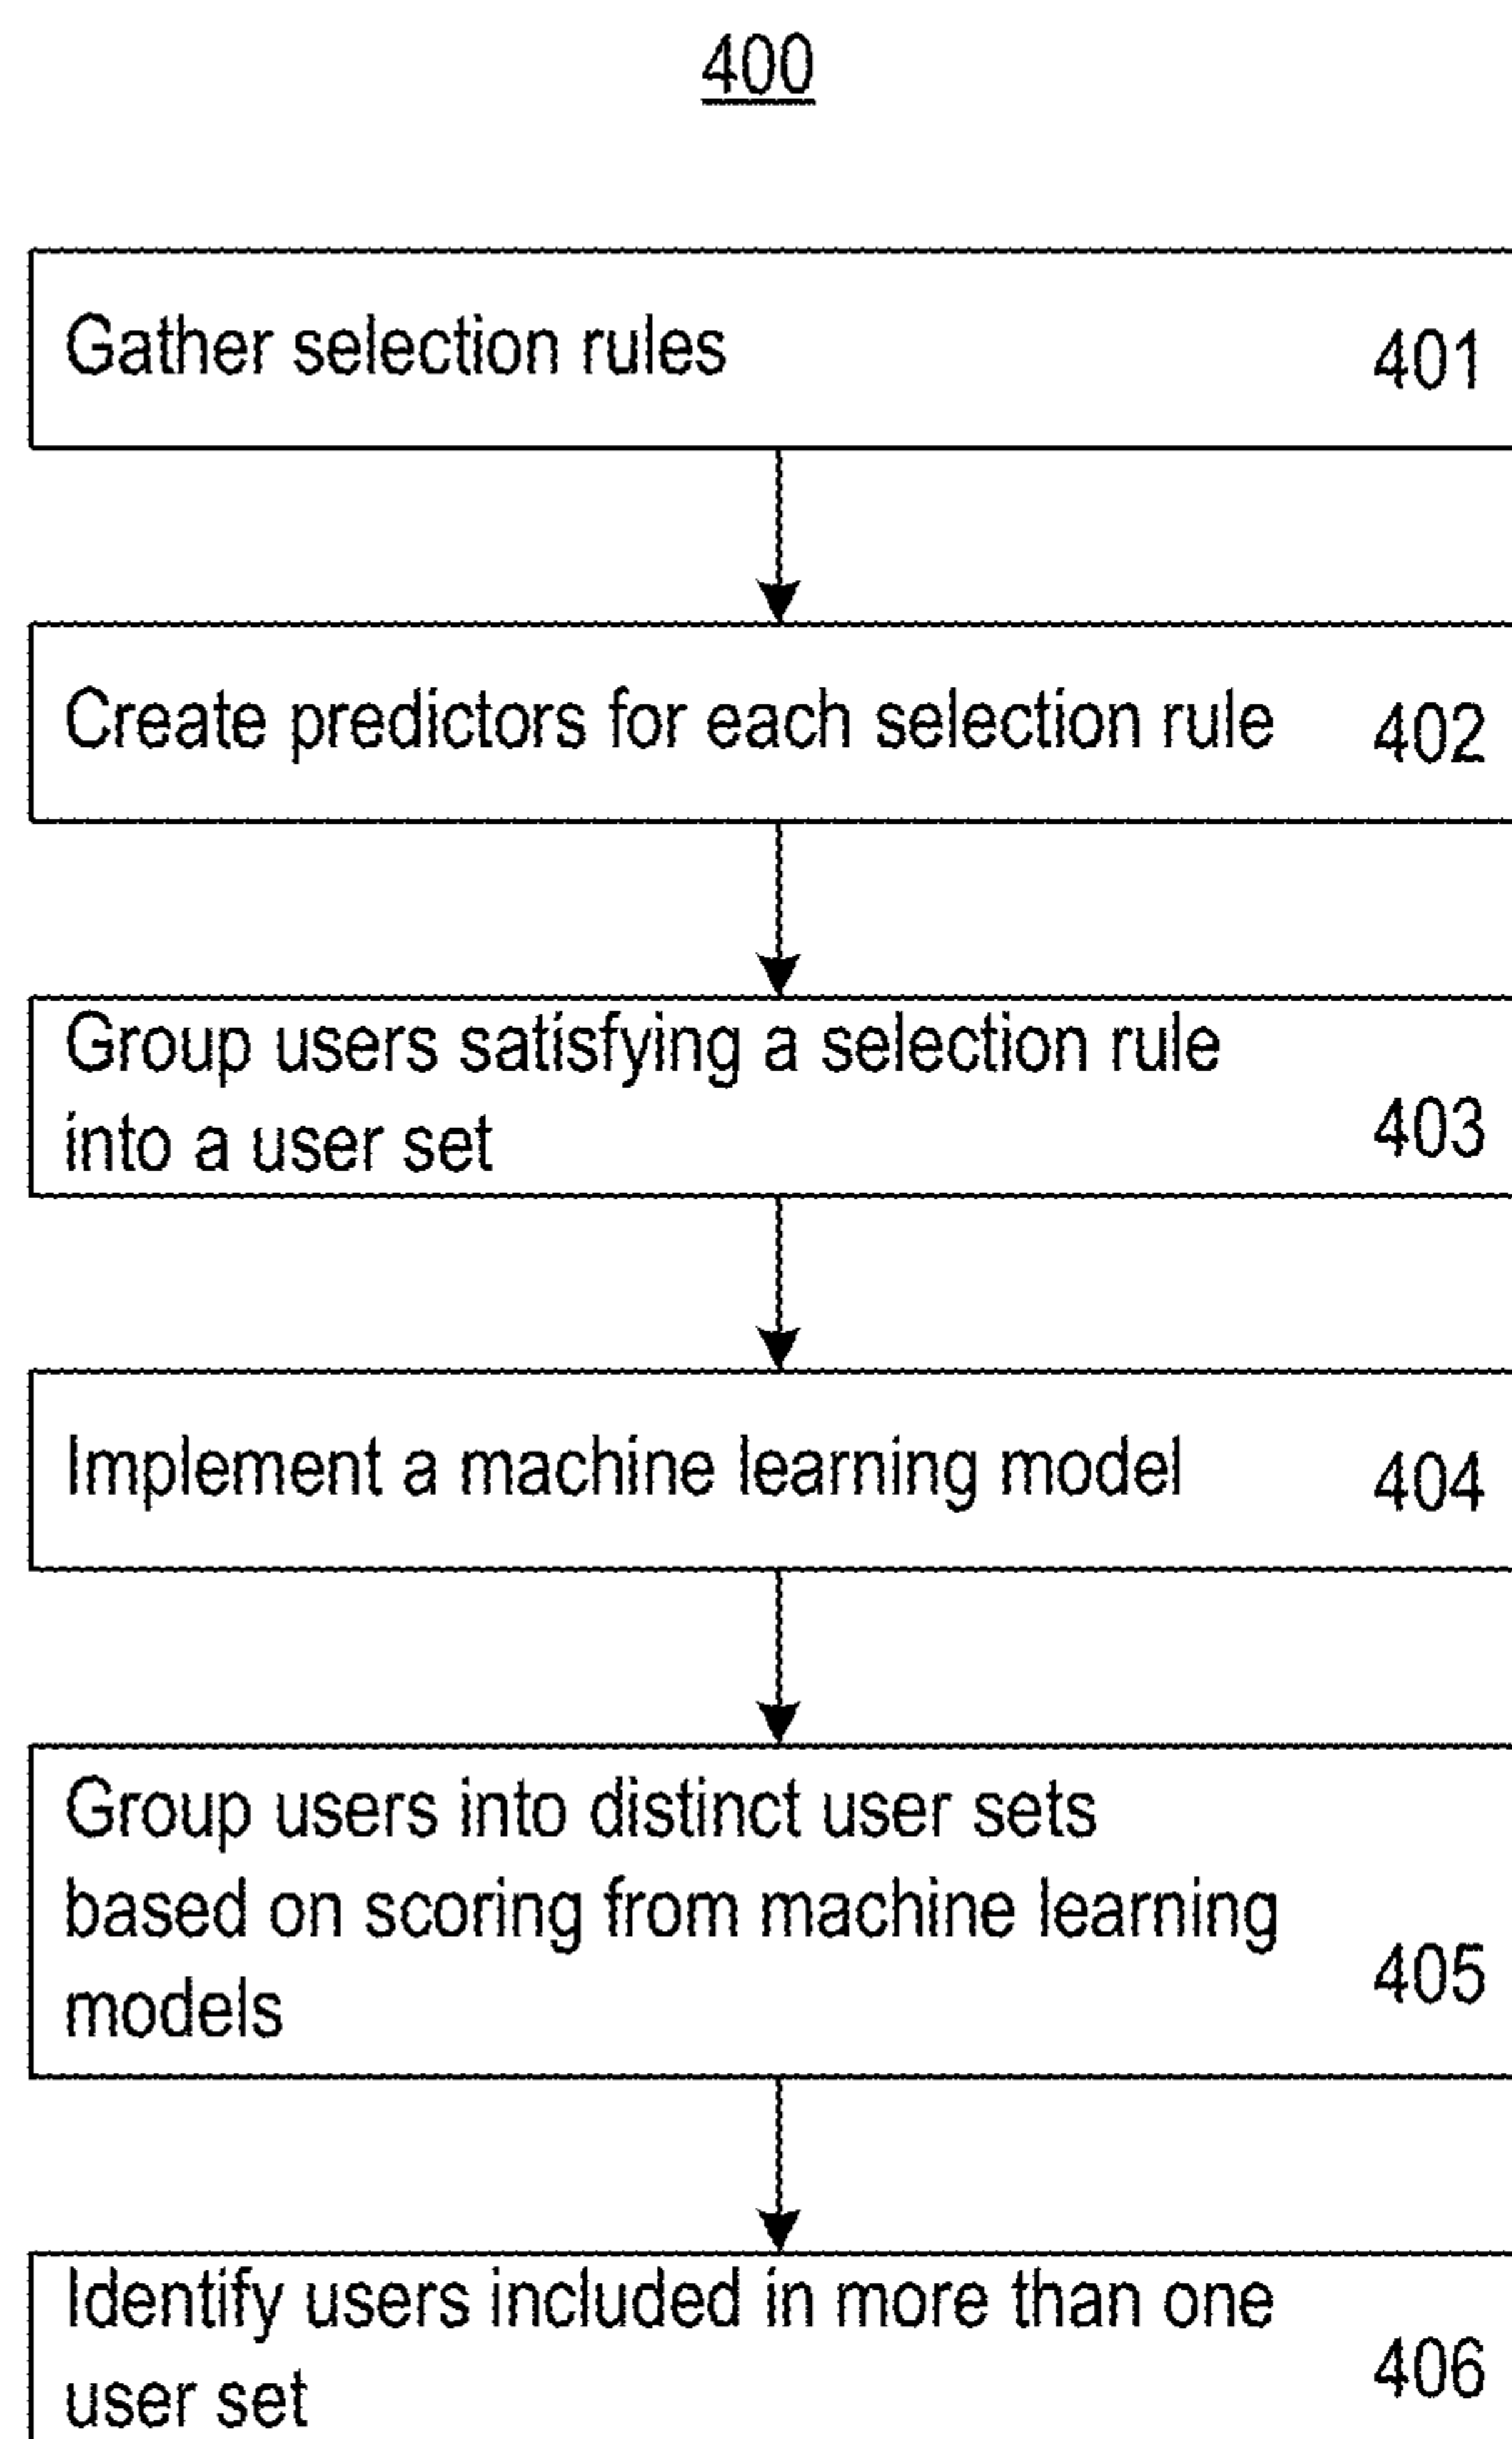 400
Gather selection rules 401
Create predictors for each selection rule 402
Group users satisfying a selection rule
into a user set 403
Implement a machine learning model 404
Group users into distinct user sets
based on scoring from machine learning
models 405
Identify users included in more than one
user set 406